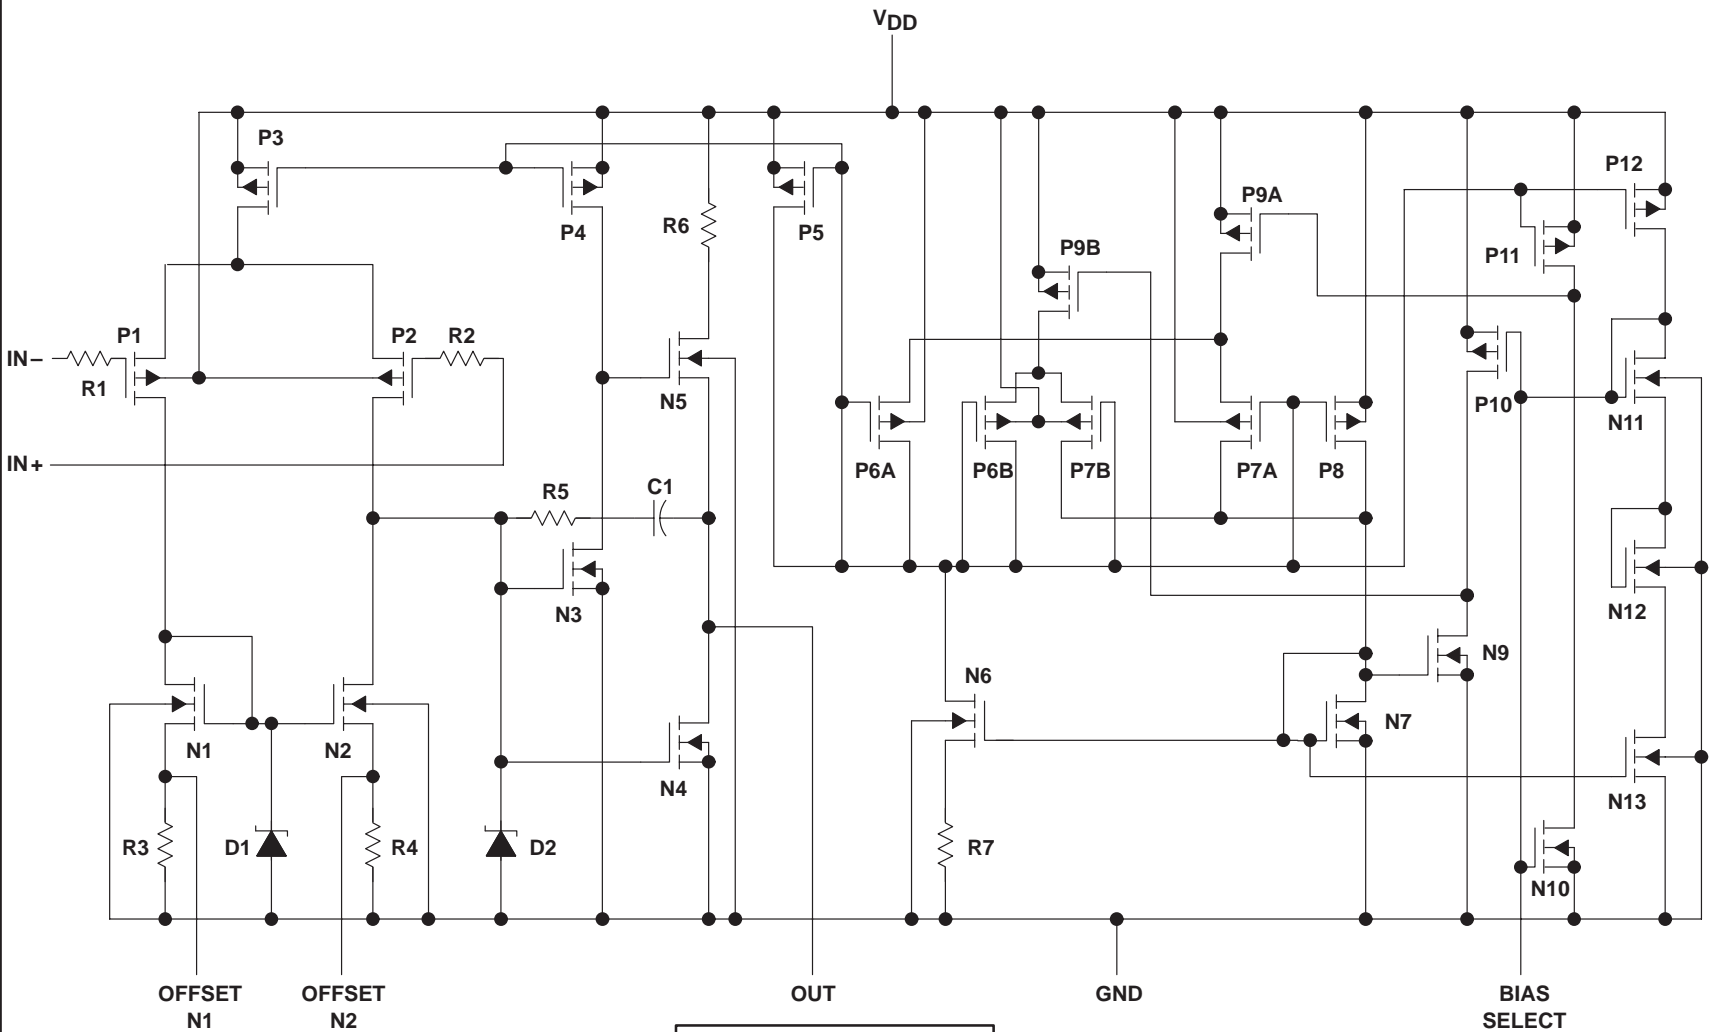 VDD
P3
P12
P9A
R6
P4
P5
P9B
P11
P1
P2
R2
IN–
R1
N5
P10
N11
P6A
P6B
P7B
P7A
P8
IN+
R5
C1
N3
N12
N6
N9
N1
N2
N7
N4
N13
R3
D1
R4
D2
R7
N10
OFFSET
N1
OFFSET
N2
OUT
GND
BIAS
SELECT